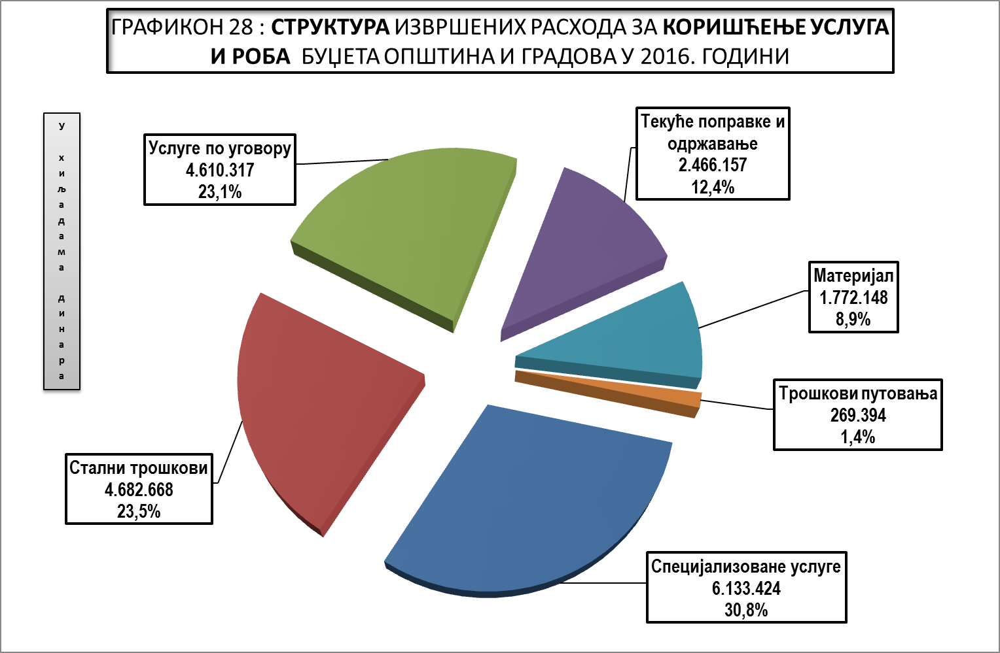 ГРАФИКОН 28 : СТРУКТУРА ИЗВРШЕНИХ РАСХОДА ЗА КОРИШЋЕЊЕ УСЛУГА
И РОБА БУЏЕТА ОПШТИНА И ГРАДОВА У 2016. ГОДИНИ
У хиљадама динара
Услуге по уговору
4.610.317
23,1%
Текуће поправке и
одржавање
2.466.157
12,4%
Материјал
1.772.148
8,9%
Трошкови путовања
269.394
1,4%
Стални трошкови
4.682.668
23,5%
Специјализоване услуге
6.133.424
30,8%